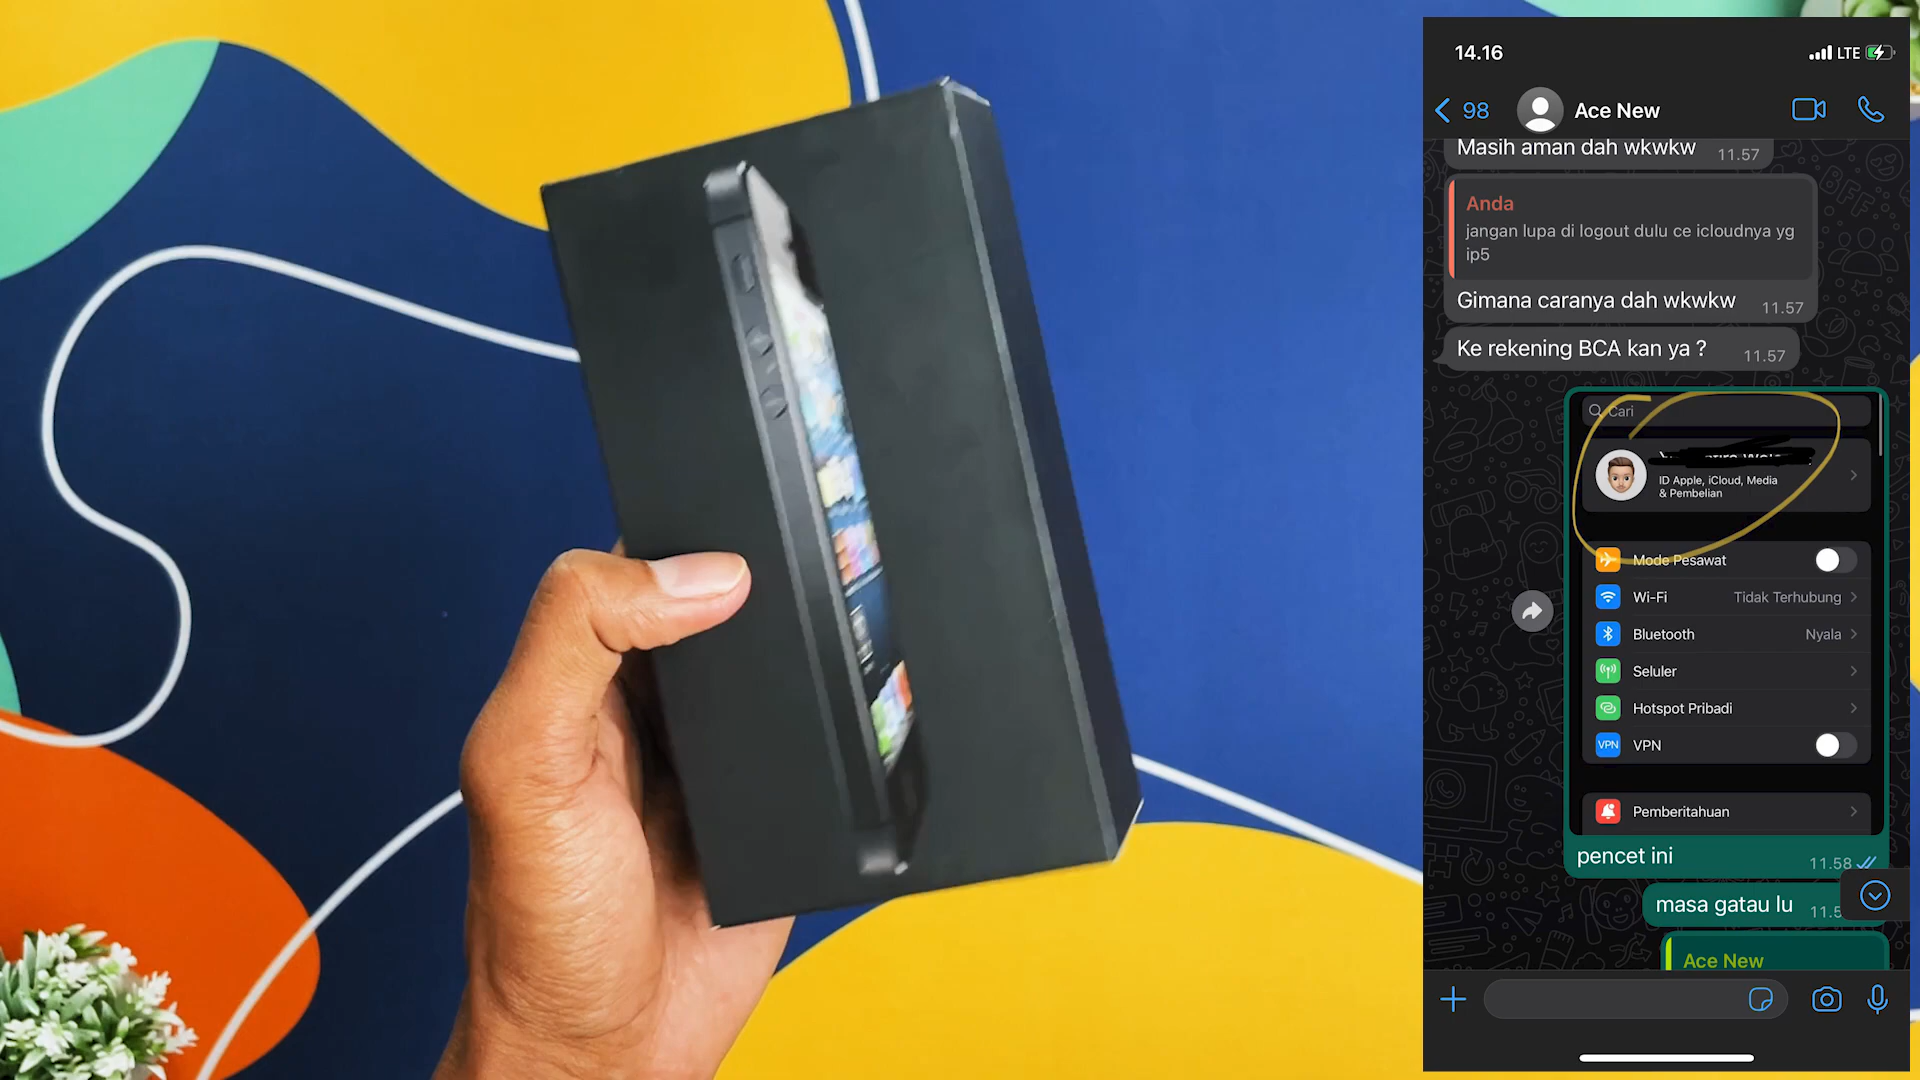 14.16
LTE
98
Ace New
Masih aman dah wkwkw 11.57
Anda
jangan lupa di logout dulu ce icloudnya yg
ip5
Gimana caranya dah wkwkw 11.57
Ke rekening BCA kan ya ? 11.57
Cari
ID Apple, iCloud, Media
& Pembelian
Mode Pesawat
Wi-Fi Tidak Terhubung
Bluetooth Nyala
Seluler
Hotspot Pribadi
VPN VPN
Pemberitahuan
pencet ini 11.58
masa gatau lu
Ace New